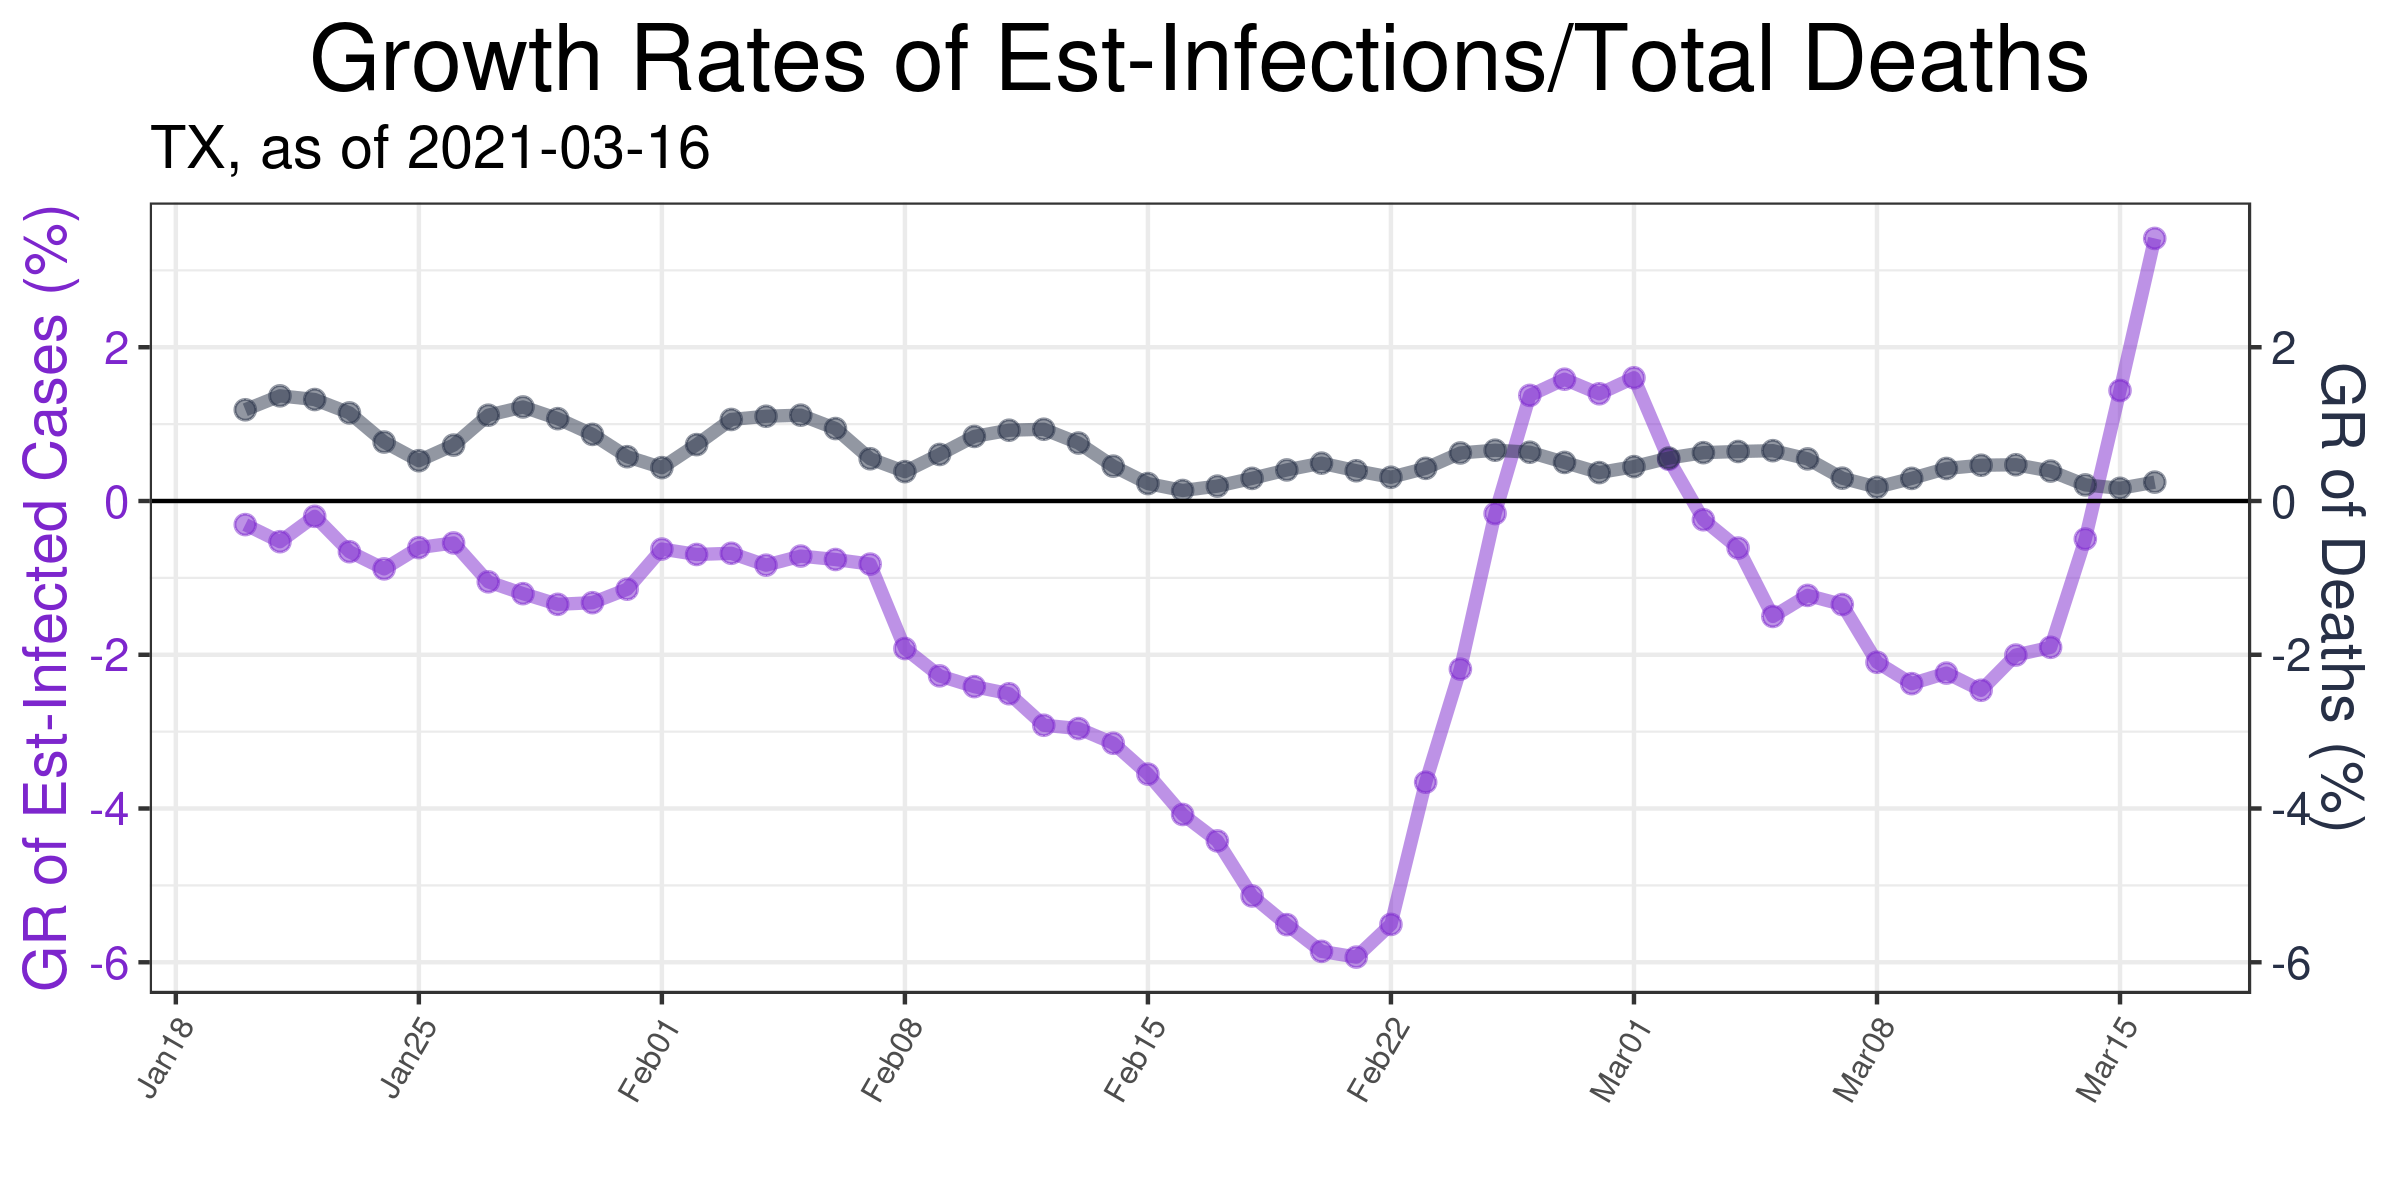 Growth Rates of Est-Infections/Total Deaths
TX, as of 2021-03-16
GR of Est-Infected Cases (%)
2
0
-2
-4
-6
2
0
-2
-4
-6
GR of Deaths (%)
Jan18
Jan25
Feb01
Feb08
Feb15
Feb22
Mar01
Mar08
Mar15